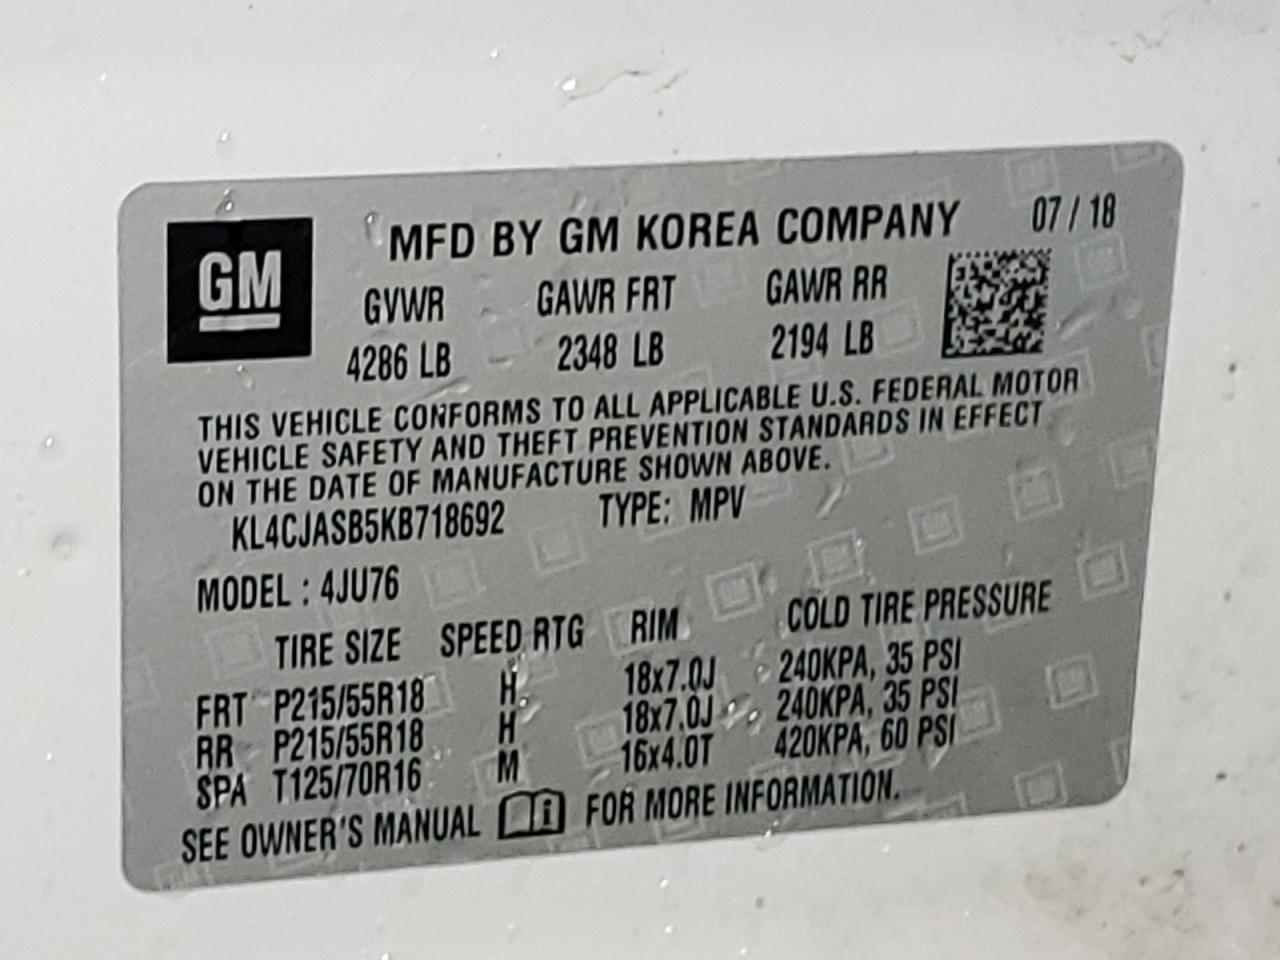 GM
MFD BY GM KOREA COMPANY 07 / 18
GVWR GAWR FRT GAWR RR
4286 LB 2348 LB 2194 LB
THIS VEHICLE CONFORMS TO ALL APPLICABLE U.S. FEDERAL MOTOR
VEHICLE SAFETY AND THEFT PREVENTION STANDARDS IN EFFECT
ON THE DATE OF MANUFACTURE SHOWN ABOVE.
KL4CJASB5KB718692 TYPE: MPV
MODEL : 4JU76
TIRE SIZE SPEED RTG RIM COLD TIRE PRESSURE
FRT P215/55R18 H 18x7.0J 240KPA, 35 PSI
RR P215/55R18 H 18x7.0J 240KPA, 35 PSI
SPA T125/70R16 M 16x4.0T 420KPA, 60 PSI
SEE OWNER'S MANUAL i FOR MORE INFORMATION.